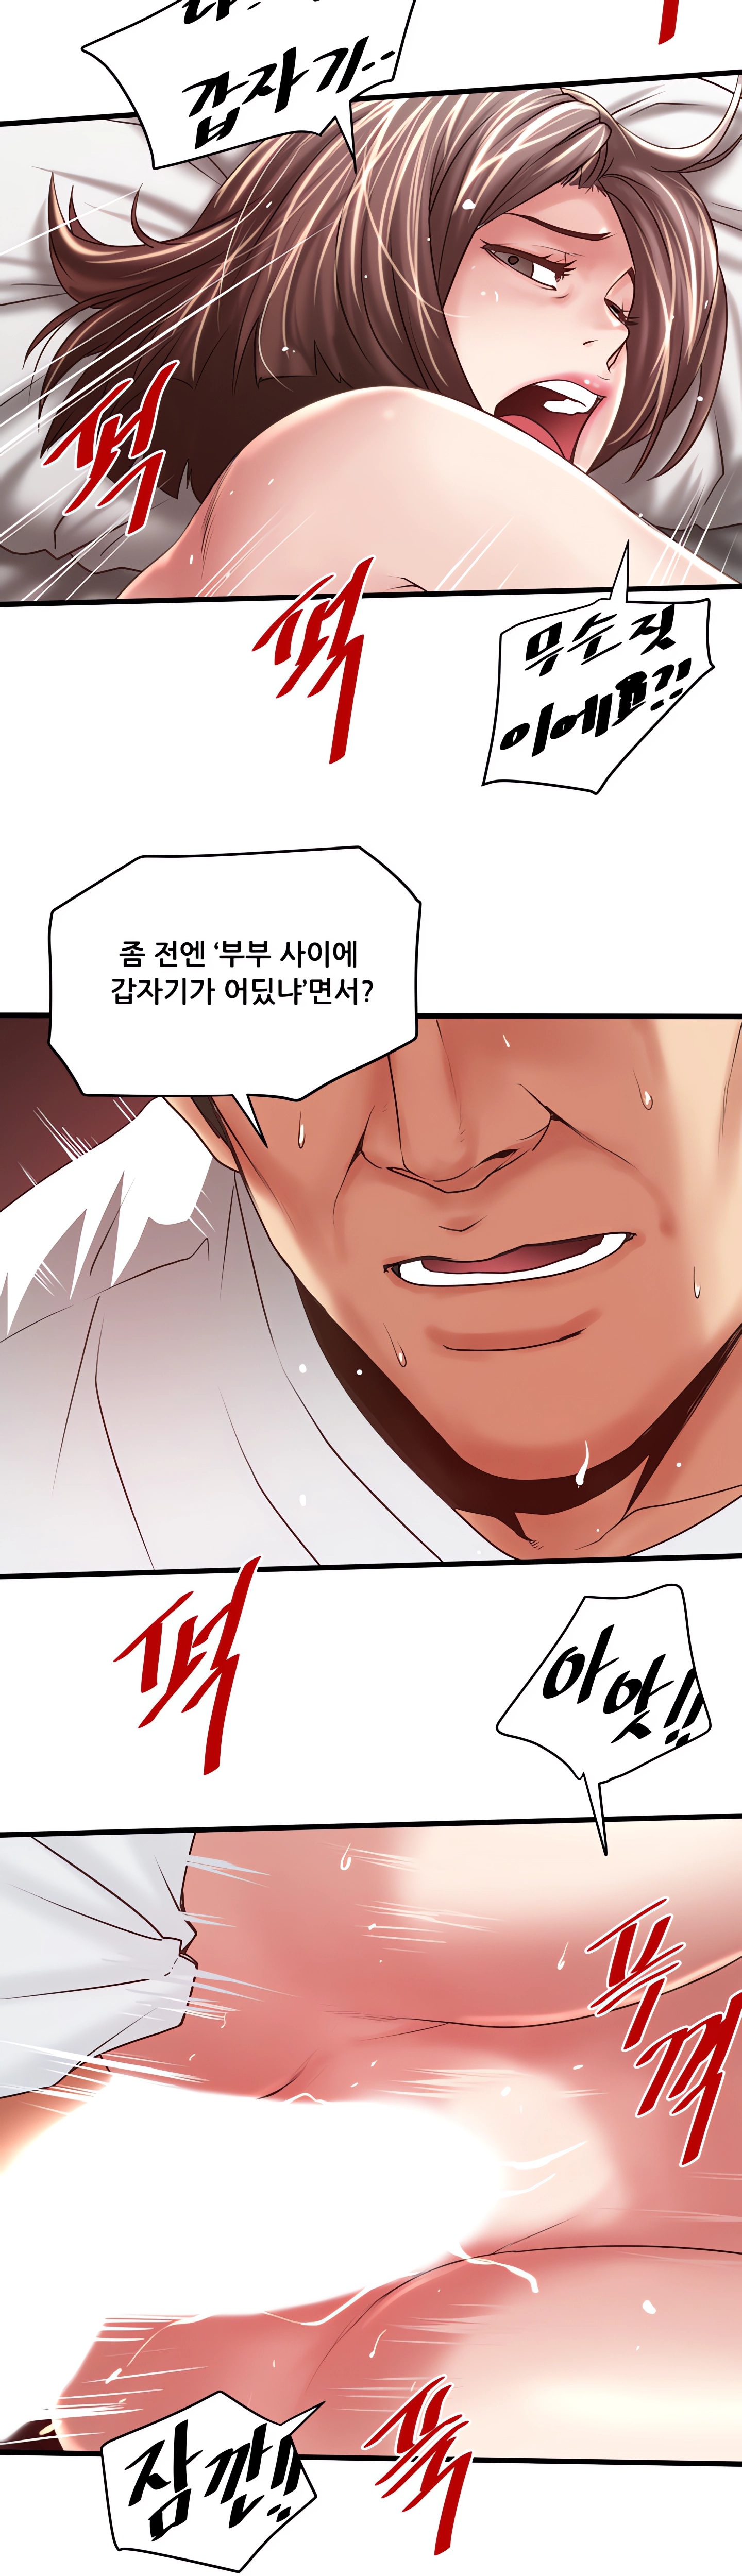 갑자기..
퍽
퍽
무슨 짓
이에요?!
좀 전엔 ‘부부 사이에
갑자기가 어딨냐’면서?
퍽
아앗!!
푸
꺽
잠깐!!
푹